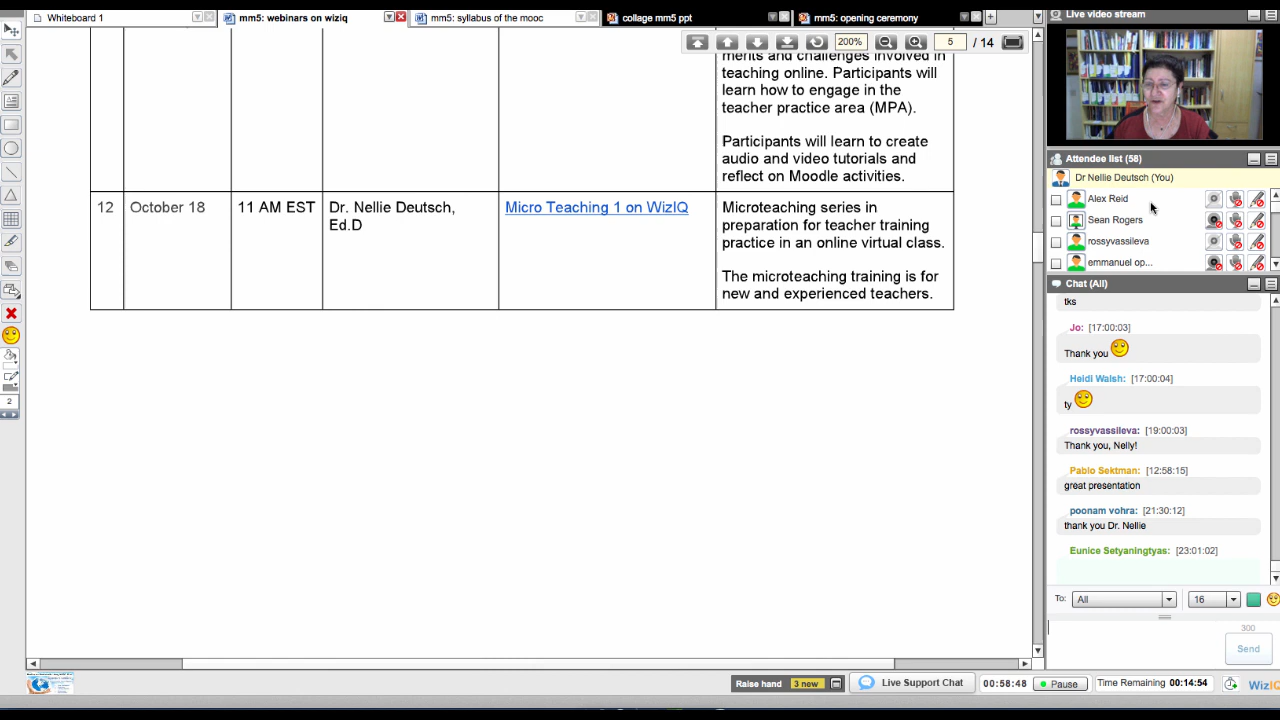 Whiteboard 1
mm5: webinars on wiziq
mm5: syllabus of the mooc
collage mm5 ppt
mm5: opening ceremony
Live video stream
200%
5 / 14
merits and challenges involved in
teaching online. Participants will
learn how to engage in the
teacher practice area (MPA).
Participants will learn to create
audio and video tutorials and
reflect on Moodle activities.
12
October 18
11 AM EST
Dr. Nellie Deutsch,
Ed.D
Micro Teaching 1 on WizIQ
Microteaching series in
preparation for teacher training
practice in an online virtual class.
The microteaching training is for
new and experienced teachers.
2
Attendee list (58)
Dr Nellie Deutsch (You)
Alex Reid
Sean Rogers
rossyvassileva
emmanuel op...
Chat (All)
tks
Jo: [17:00:03]
Thank you
Heidi Walsh: [17:00:04]
ty
rossyvassileva: [19:00:03]
Thank you, Nelly!
Pablo Sektman: [12:58:15]
great presentation
poonam vohra: [21:30:12]
thank you Dr. Nellie
Eunice Setyaningtyas: [23:01:02]
To: All 16
300
Send
Raise hand 3 new
Live Support Chat
00:58:48
Pause
Time Remaining 00:14:54
WizIQ